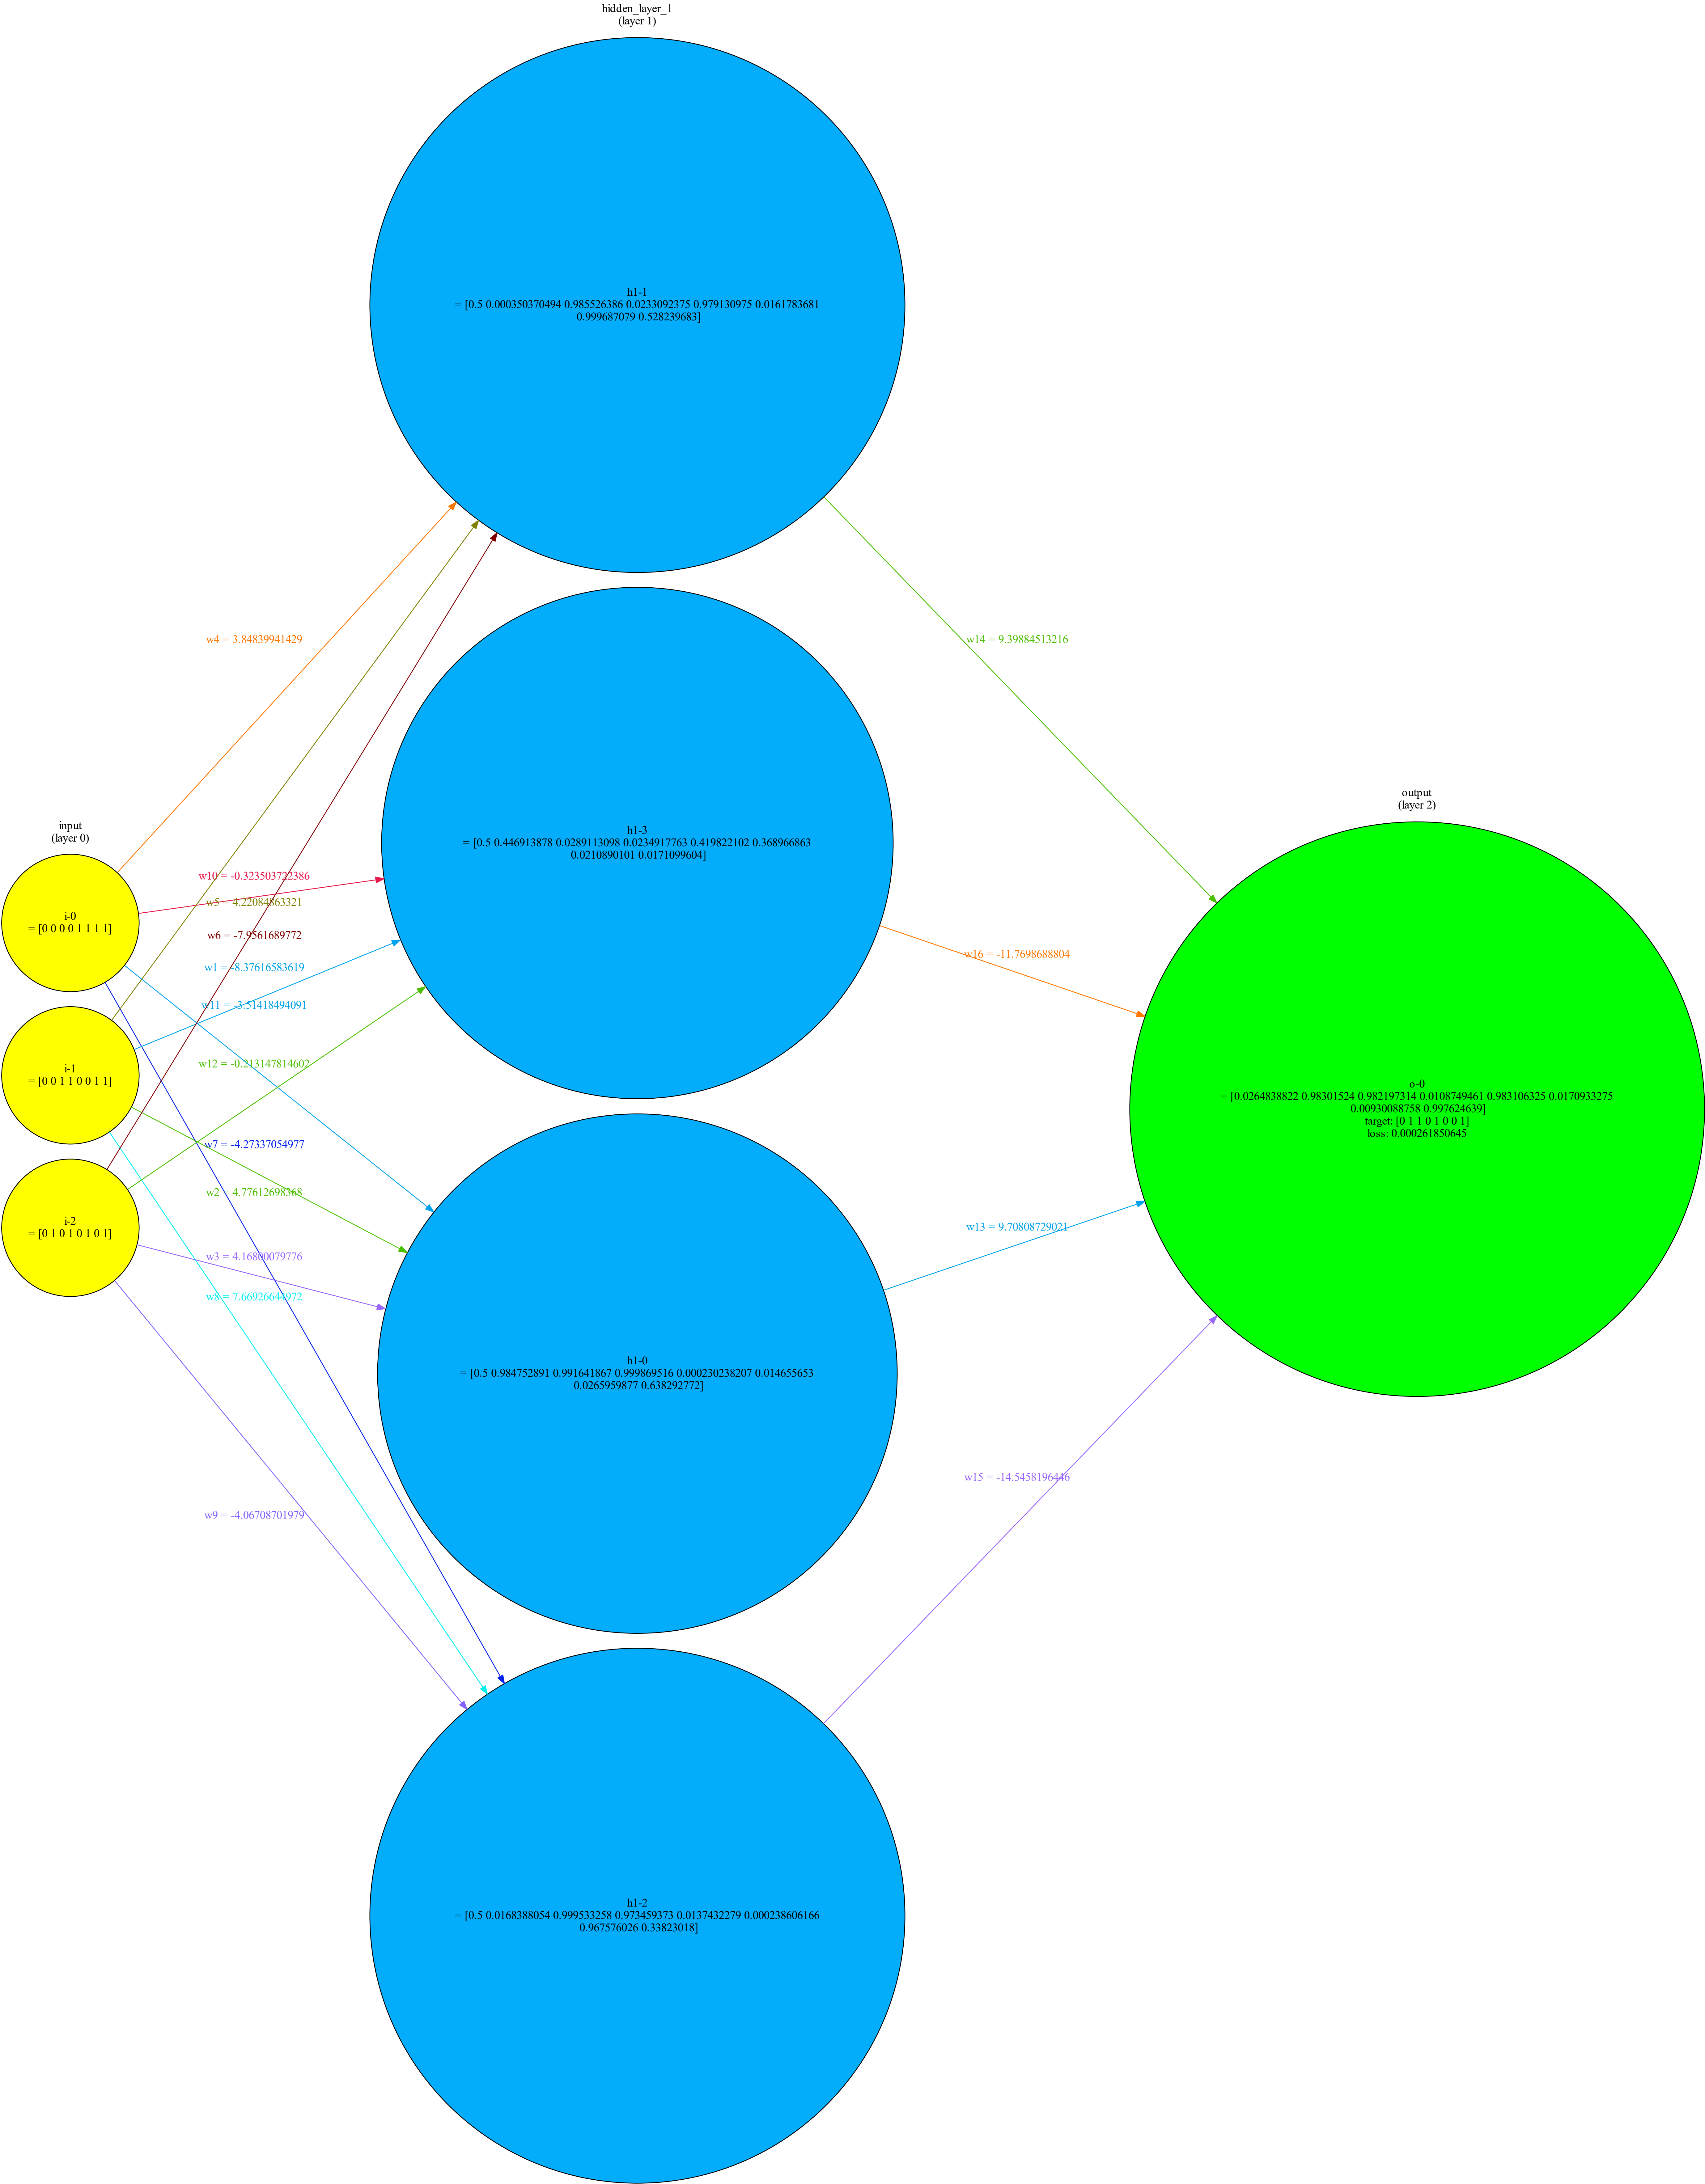 hidden_layer_1
(layer 1)
h1-1
= [0.5 0.000350370494 0.985526386 0.0233092375 0.979130975 0.0161783681
0.999687079 0.528239683]
w4 = 3.84839941429
w14 = 9.39884513216
input
(layer 0)
i-0
= [0 0 0 0 1 1 1 1]
w10 = -0.323503722386
w5 = 4.22084863321
w6 = -7.9561689772
w1 = -8.37616583619
w11 = -3.51418494091
h1-3
= [0.5 0.446913878 0.0289113098 0.0234917763 0.419822102 0.368966863
0.0210890101 0.0171099604]
w16 = -11.7698688804
output
(layer 2)
i-1
= [0 0 1 1 0 0 1 1]
w12 = -0.213147814602
o-0
= [0.0264838822 0.98301524 0.982197314 0.0108749461 0.983106325 0.0170933275
0.00930088758 0.997624639]
target: [0 1 1 0 1 0 0 1]
loss: 0.000261850645
w7 = -4.27337054977
w2 = 4.77612698368
i-2
= [0 1 0 1 0 1 0 1]
w3 = 4.16800079776
w8 = 7.66926644972
w13 = 9.70808729021
h1-0
= [0.5 0.984752891 0.991641867 0.999869516 0.000230238207 0.014655653
0.0265959877 0.638292772]
w9 = -4.06708701979
w15 = -14.5458196446
h1-2
= [0.5 0.0168388054 0.999533258 0.973459373 0.0137432279 0.000238606166
0.967576026 0.33823018]